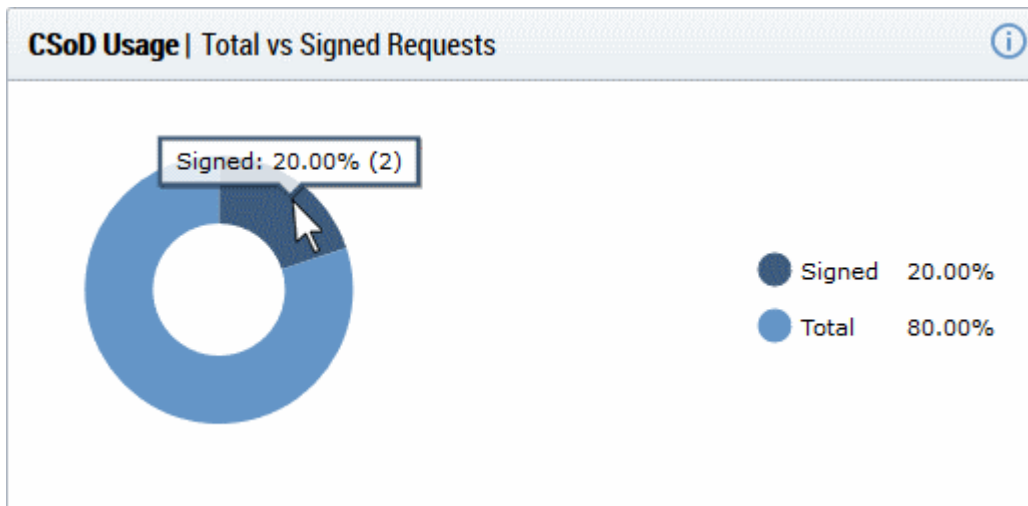 CSoD Usage | Total vs Signed Requests
Signed: 20.00% (2)
Signed 20.00%
Total 80.00%